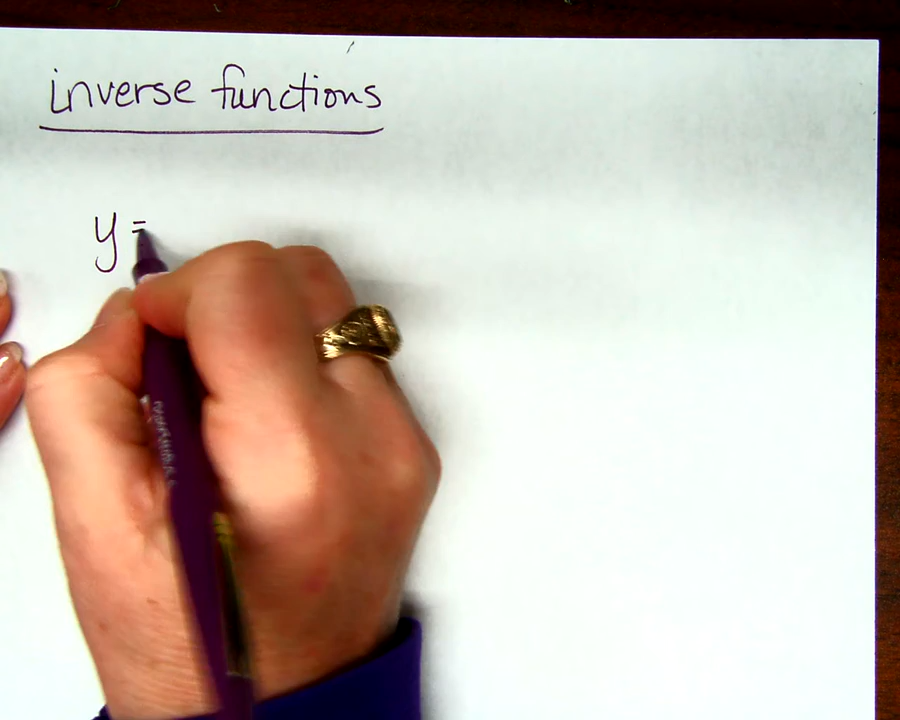 inverse functions
y =